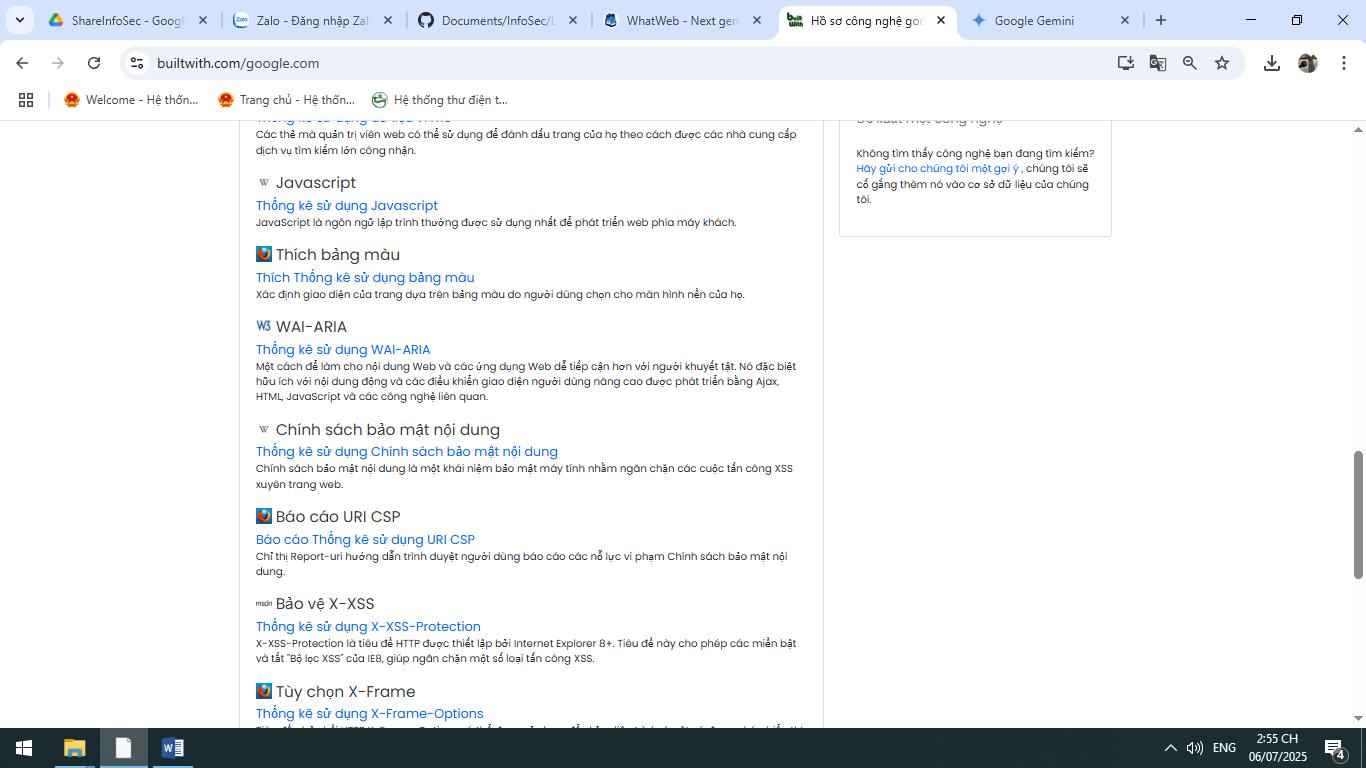 ShareInfoSec - Googl
Zalo - Đăng nhập Zal
Documents/InfoSec/L
WhatWeb - Next gen
Hồ sơ công nghệ goo
Google Gemini
builtwith.com/google.com
Welcome - Hệ thốn...
Trang chủ - Hệ thốn...
Hệ thống thư điện t...
Các thẻ mà quản trị viên web có thể sử dụng để đánh dấu trang của họ theo cách được các nhà cung cấp
dịch vụ tìm kiếm lớn công nhận.
Javascript
Thống kê sử dụng Javascript
JavaScript là ngôn ngữ lập trình thường được sử dụng nhất để phát triển web phía máy khách.
Thích bảng màu
Thích Thống kê sử dụng bảng màu
Xác định giao diện của trang dựa trên bảng màu do người dùng chọn cho màn hình nền của họ.
WAI-ARIA
Thống kê sử dụng WAI-ARIA
Một cách để làm cho nội dung Web và các ứng dụng Web dễ tiếp cận hơn với người khuyết tật. Nó đặc biệt
hữu ích với nội dung động và các điều khiển giao diện người dùng nâng cao được phát triển bằng Ajax,
HTML, JavaScript và các công nghệ liên quan.
Chính sách bảo mật nội dung
Thống kê sử dụng Chính sách bảo mật nội dung
Chính sách bảo mật nội dung là một khái niệm bảo mật máy tính nhằm ngăn chặn các cuộc tấn công XSS
xuyên trang web.
Báo cáo URI CSP
Báo cáo Thống kê sử dụng URI CSP
Chỉ thị Report-uri hướng dẫn trình duyệt người dùng báo cáo các nỗ lực vi phạm Chính sách bảo mật nội
dung.
msdn Bảo vệ X-XSS
Thống kê sử dụng X-XSS-Protection
X-XSS-Protection là tiêu đề HTTP được thiết lập bởi Internet Explorer 8+. Tiêu đề này cho phép các miền bật
và tắt "Bộ lọc XSS" của IE8, giúp ngăn chặn một số loại tấn công XSS.
Tùy chọn X-Frame
Thống kê sử dụng X-Frame-Options
Đề xuất một công nghệ
Không tìm thấy công nghệ bạn đang tìm kiếm?
Hãy gửi cho chúng tôi một gợi ý , chúng tôi sẽ
cố gắng thêm nó vào cơ sở dữ liệu của chúng
tôi.
ENG
2:55 CH
06/07/2025
4